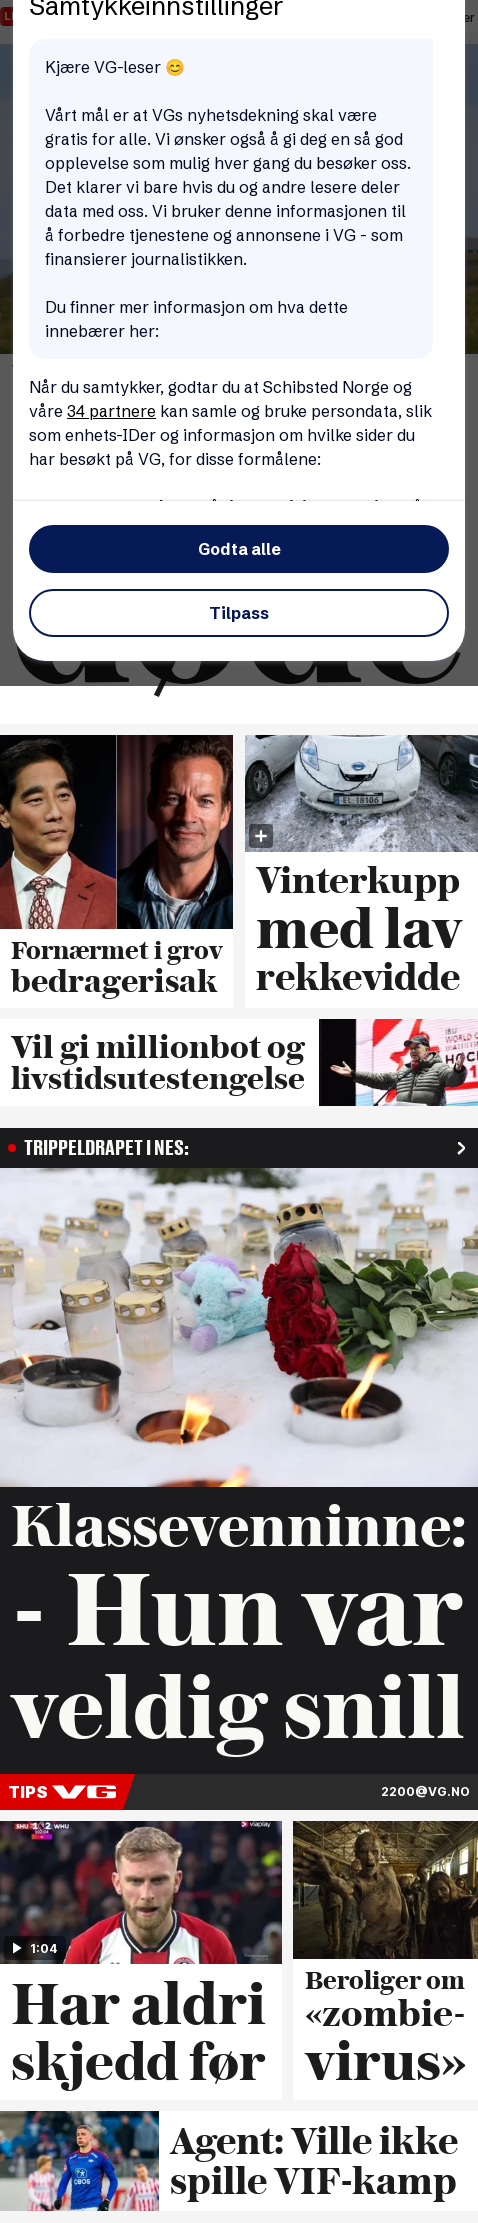 Samtykkeinnstillinger
Kjære VG-leser 😊
Vårt mål er at VGs nyhetsdekning skal være
gratis for alle. Vi ønsker også å gi deg en så god
opplevelse som mulig hver gang du besøker oss.
Det klarer vi bare hvis du og andre lesere deler
data med oss. Vi bruker denne informasjonen til
å forbedre tjenestene og annonsene i VG - som
finansierer journalistikken.
Du finner mer informasjon om hva dette
innebærer her:
Når du samtykker, godtar du at Schibsted Norge og
våre 34 partnere kan samle og bruke persondata, slik
som enhets-IDer og informasjon om hvilke sider du
har besøkt på VG, for disse formålene:
Godta alle
Tilpass
døde
EL 18106
Fornærmet i grov
bedragerisak
Vinterkupp
med lav
rekkevidde
Vil gi millionbot og
livstidsutestengelse
IBU
WORLD
TRIPPELDRAPET I NES:
Klassevenninne:
- Hun var
veldig snill
TIPS VG
2200@VG.NO
SHU 1 2 WHU
viaplay
1:04
Har aldri
skjedd før
Beroliger om
«zombie-
virus»
OBOS
Agent: Ville ikke
spille VIF-kamp